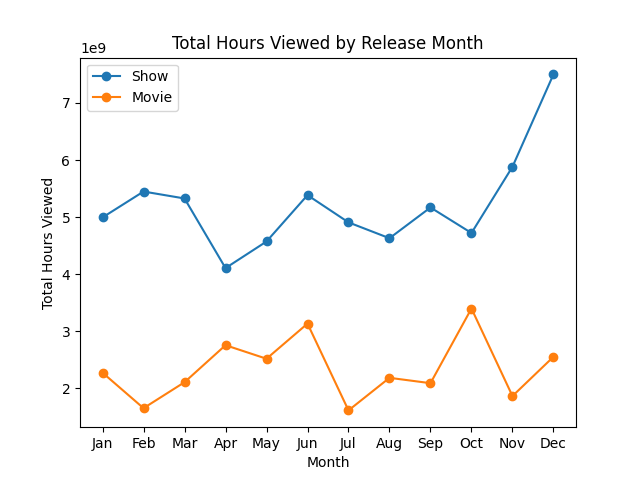 Total Hours Viewed by Release Month
1e9
Show
Movie
7
6
5
4
3
2
Total Hours Viewed
Jan Feb Mar Apr May Jun Jul Aug Sep Oct Nov Dec
Month